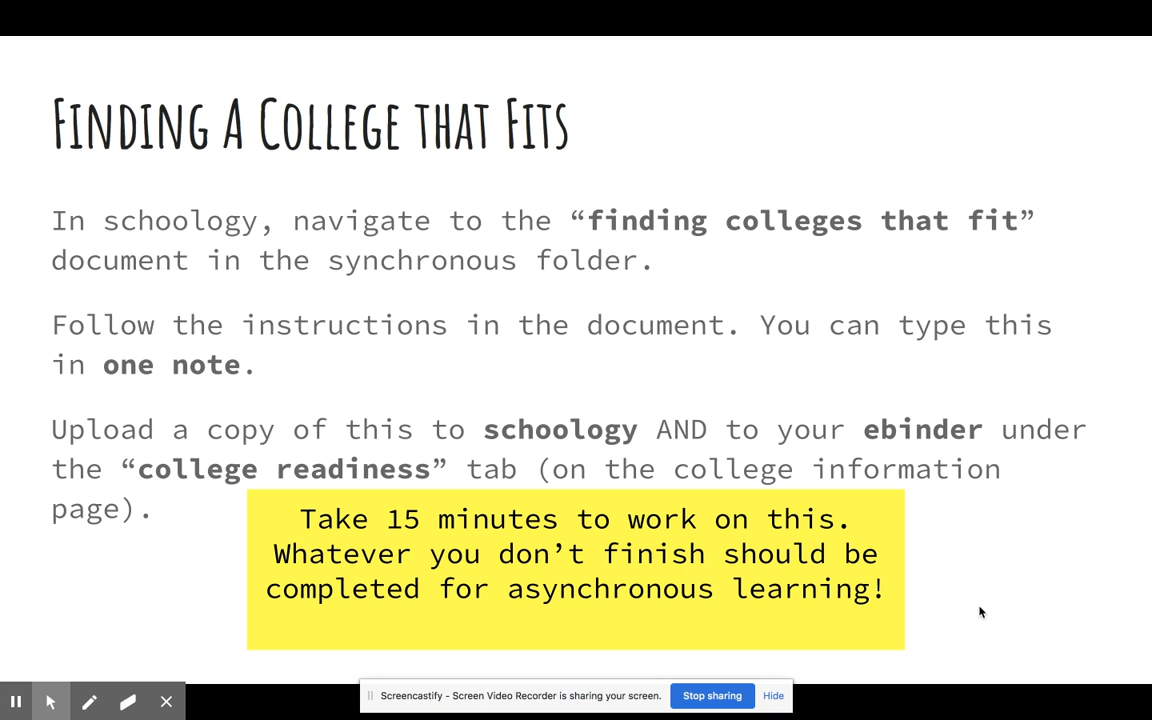 Finding A College that Fits
In schoology, navigate to the “finding colleges that fit”
document in the synchronous folder.
Follow the instructions in the document. You can type this
in one note.
Upload a copy of this to schoology AND to your ebinder under
the “college readiness” tab (on the college information
page).
Take 15 minutes to work on this.
Whatever you don’t finish should be
completed for asynchronous learning!
Screencastify - Screen Video Recorder is sharing your screen. Stop sharing Hide